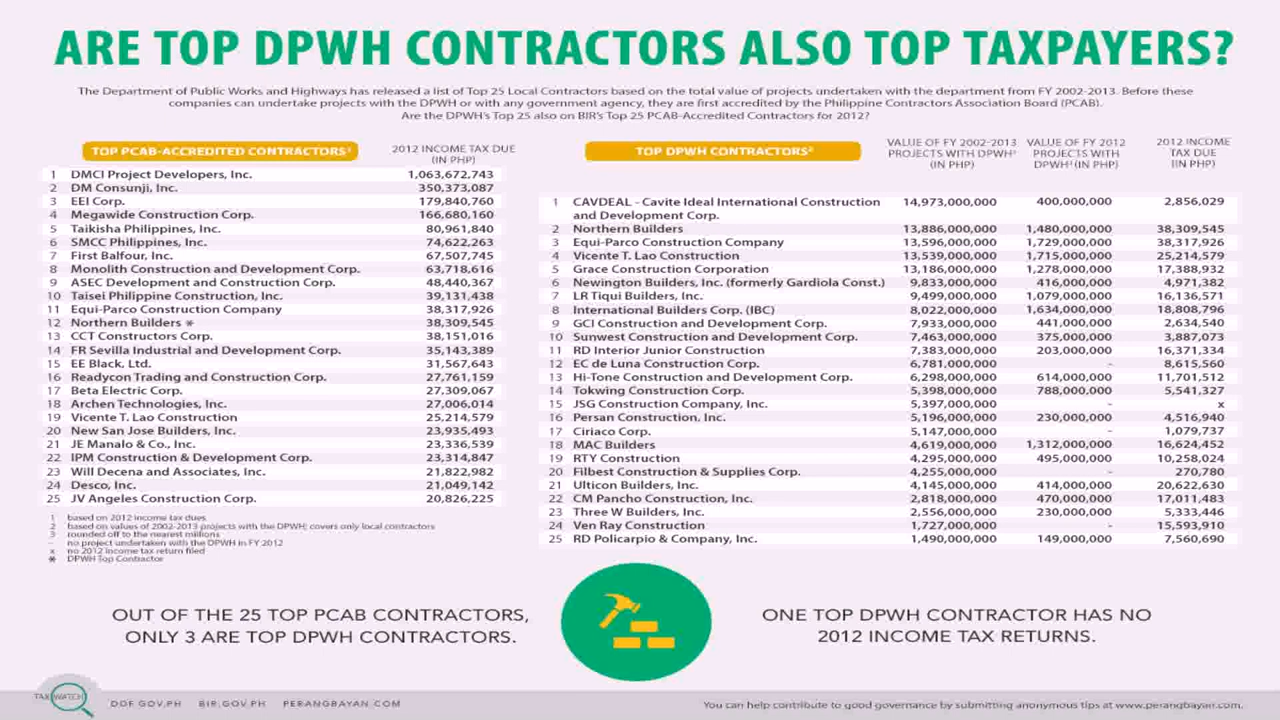 ARE TOP DPWH CONTRACTORS ALSO TOP TAXPAYERS?
The Department of Public Works and Highways has released a list of Top 25 Local Contractors based on the total value of projects undertaken with the department from FY 2002-2013. Before these
companies can undertake projects with the DPWH or with any government agency, they are first accredited by the Philippine Contractors Association Board (PCAB).
Are the DPWH's Top 25 also on BIR's Top 25 PCAB-Accredited Contractors for 2012?
TOP PCAB-ACCREDITED CONTRACTORS¹ 2012 INCOME TAX DUE
(IN PHP)
1 DMCI Project Developers, Inc. 1,063,672,743
2 DM Consunji, Inc. 350,373,087
3 EEI Corp. 179,840,760
4 Megawide Construction Corp. 166,680,160
5 Taikisha Philippines, Inc. 80,961,840
6 SMCC Philippines, Inc. 74,622,263
7 First Balfour, Inc. 67,507,745
8 Monolith Construction and Development Corp. 63,718,616
9 ASEC Development and Construction Corp. 48,440,367
10 Taisei Philippine Construction, Inc. 39,131,438
11 Equi-Parco Construction Company 38,317,926
12 Northern Builders * 38,309,545
13 CCT Constructors Corp. 38,151,016
14 FR Sevilla Industrial and Development Corp. 35,143,389
15 EE Black, Ltd. 31,567,643
16 Readycon Trading and Construction Corp. 27,761,159
17 Beta Electric Corp. 27,309,067
18 Archen Technologies, Inc. 27,006,014
19 Vicente T. Lao Construction 25,214,579
20 New San Jose Builders, Inc. 23,935,493
21 JE Manalo & Co., Inc. 23,336,539
22 IPM Construction & Development Corp. 23,314,847
23 Will Decena and Associates, Inc. 21,822,982
24 Desco, Inc. 21,049,142
25 JV Angeles Construction Corp. 20,826,225
1 based on 2012 income tax dues
2 based on values of 2002-2013 projects with the DPWH; covers only local contractors
3 rounded off to the nearest millions
- no project undertaken with the DPWH in FY 2012
x no 2012 income tax return filed
* DPWH Top Contractor
TOP DPWH CONTRACTORS² VALUE OF FY 2002-2013 VALUE OF FY 2012 2012 INCOME
PROJECTS WITH DPWH³ PROJECTS WITH TAX DUE
(IN PHP) DPWH³ (IN PHP) (IN PHP)
1 CAVDEAL - Cavite Ideal International Construction 14,973,000,000 400,000,000 2,856,029
and Development Corp.
2 Northern Builders 13,886,000,000 1,480,000,000 38,309,545
3 Equi-Parco Construction Company 13,596,000,000 1,729,000,000 38,317,926
4 Vicente T. Lao Construction 13,539,000,000 1,715,000,000 25,214,579
5 Grace Construction Corporation 13,186,000,000 1,278,000,000 17,388,932
6 Newington Builders, Inc. (formerly Gardiola Const.) 9,833,000,000 416,000,000 4,971,382
7 LR Tiqui Builders, Inc. 9,499,000,000 1,079,000,000 16,136,571
8 International Builders Corp. (IBC) 8,022,000,000 1,634,000,000 18,808,796
9 GCI Construction and Development Corp. 7,933,000,000 441,000,000 2,634,540
10 Sunwest Construction and Development Corp. 7,463,000,000 375,000,000 3,887,073
11 RD Interior Junior Construction 7,383,000,000 203,000,000 16,371,334
12 EC de Luna Construction Corp. 6,781,000,000 - 8,615,560
13 Hi-Tone Construction and Development Corp. 6,298,000,000 614,000,000 11,701,512
14 Tokwing Construction Corp. 5,398,000,000 788,000,000 5,541,327
15 JSG Construction Company, Inc. 5,397,000,000 - x
16 Persan Construction, Inc. 5,196,000,000 230,000,000 4,516,940
17 Ciriaco Corp. 5,147,000,000 - 1,079,737
18 MAC Builders 4,619,000,000 1,312,000,000 16,624,452
19 RTY Construction 4,295,000,000 495,000,000 10,258,024
20 Filbest Construction & Supplies Corp. 4,255,000,000 - 270,780
21 Ulticon Builders, Inc. 4,145,000,000 414,000,000 20,622,630
22 CM Pancho Construction, Inc. 2,818,000,000 470,000,000 17,011,483
23 Three W Builders, Inc. 2,556,000,000 230,000,000 5,333,446
24 Ven Ray Construction 1,727,000,000 - 15,593,910
25 RD Policarpio & Company, Inc. 1,490,000,000 149,000,000 7,560,690
OUT OF THE 25 TOP PCAB CONTRACTORS,
ONLY 3 ARE TOP DPWH CONTRACTORS.
ONE TOP DPWH CONTRACTOR HAS NO
2012 INCOME TAX RETURNS.
TAX WATCH DOF.GOV.PH BIR.GOV.PH PERANGBAYAN.COM
You can help contribute to good governance by submitting anonymous tips at www.perangbayan.com.